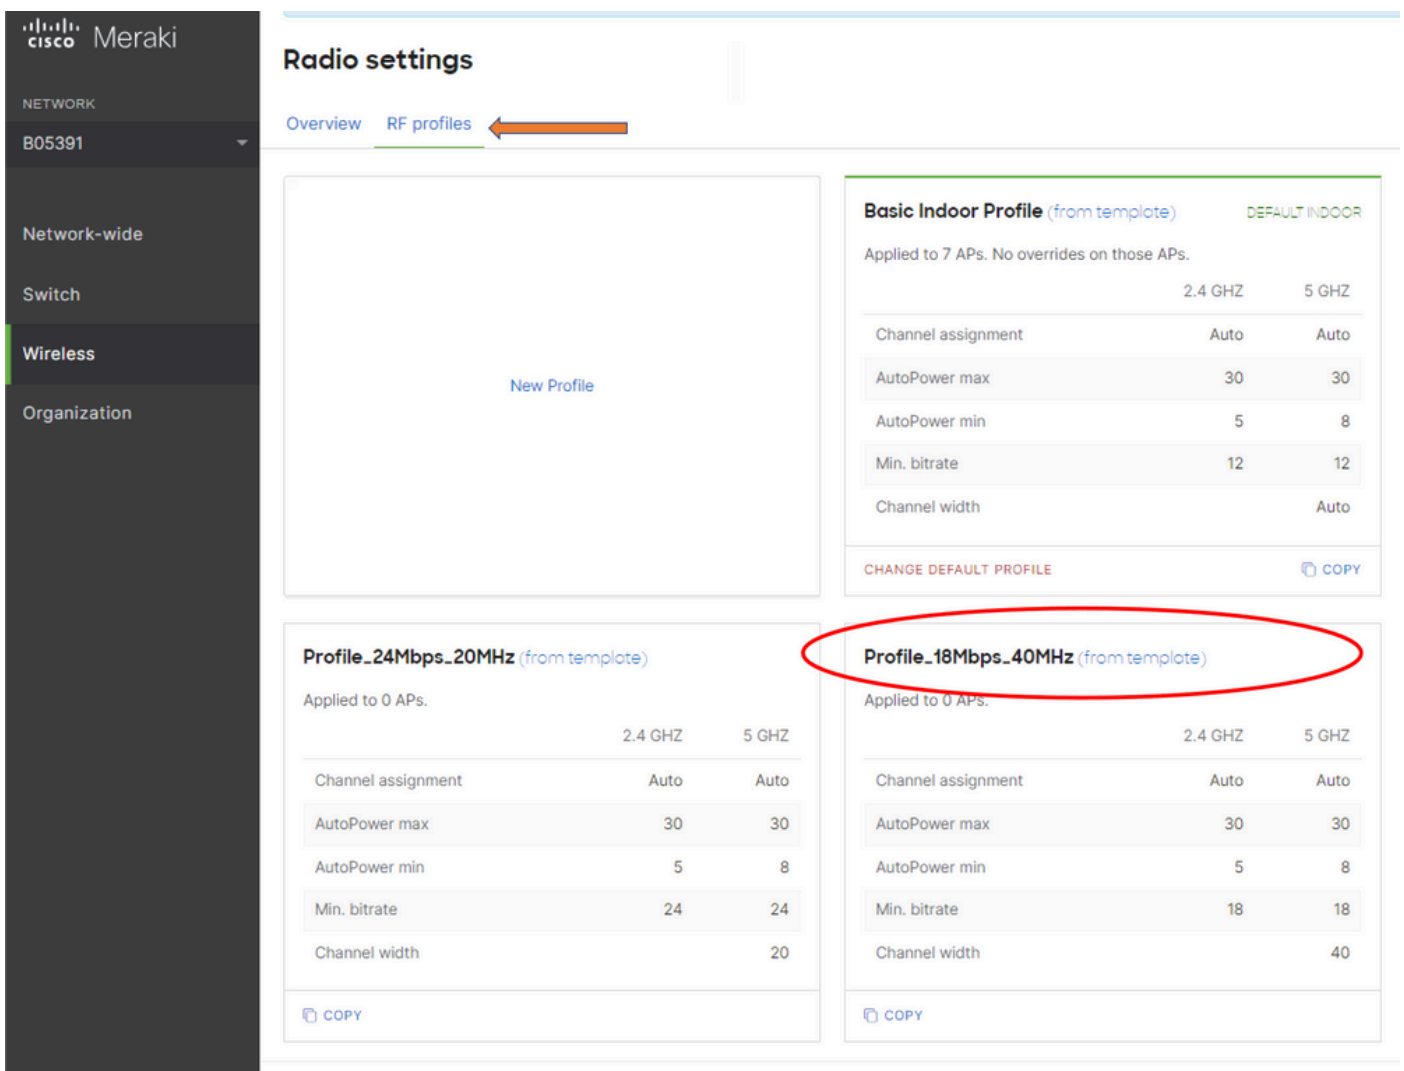 cisco Meraki
NETWORK
B05391
Network-wide
Switch
Wireless
Organization
Radio settings
Overview RF profiles
New Profile
Basic Indoor Profile (from template) DEFAULT INDOOR
Applied to 7 APs. No overrides on those APs.
2.4 GHZ 5 GHZ
Channel assignment Auto Auto
AutoPower max 30 30
AutoPower min 5 8
Min. bitrate 12 12
Channel width Auto
CHANGE DEFAULT PROFILE COPY
Profile_24Mbps_20MHz (from template)
Applied to 0 APs.
2.4 GHZ 5 GHZ
Channel assignment Auto Auto
AutoPower max 30 30
AutoPower min 5 8
Min. bitrate 24 24
Channel width 20
COPY
Profile_18Mbps_40MHz (from template)
Applied to 0 APs.
2.4 GHZ 5 GHZ
Channel assignment Auto Auto
AutoPower max 30 30
AutoPower min 5 8
Min. bitrate 18 18
Channel width 40
COPY